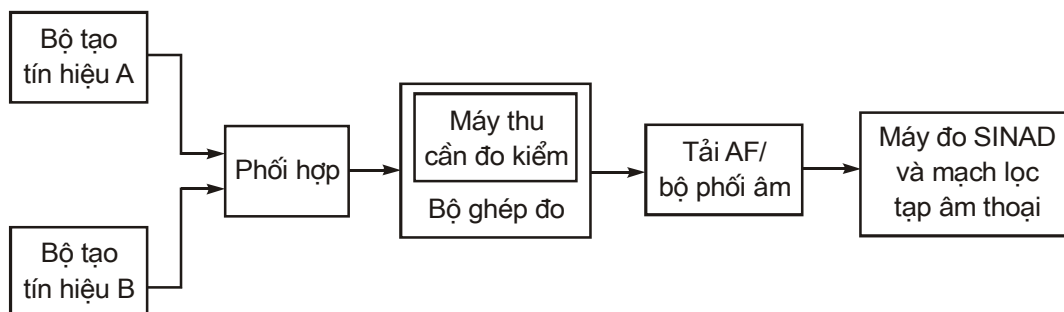 Bộ tạo
tín hiệu A
Bộ tạo
tín hiệu B
Phối hợp
Máy thu
cần đo kiểm
Bộ ghép đo
Tải AF/
bộ phối âm
Máy đo SINAD
và mạch lọc
tạp âm thoại